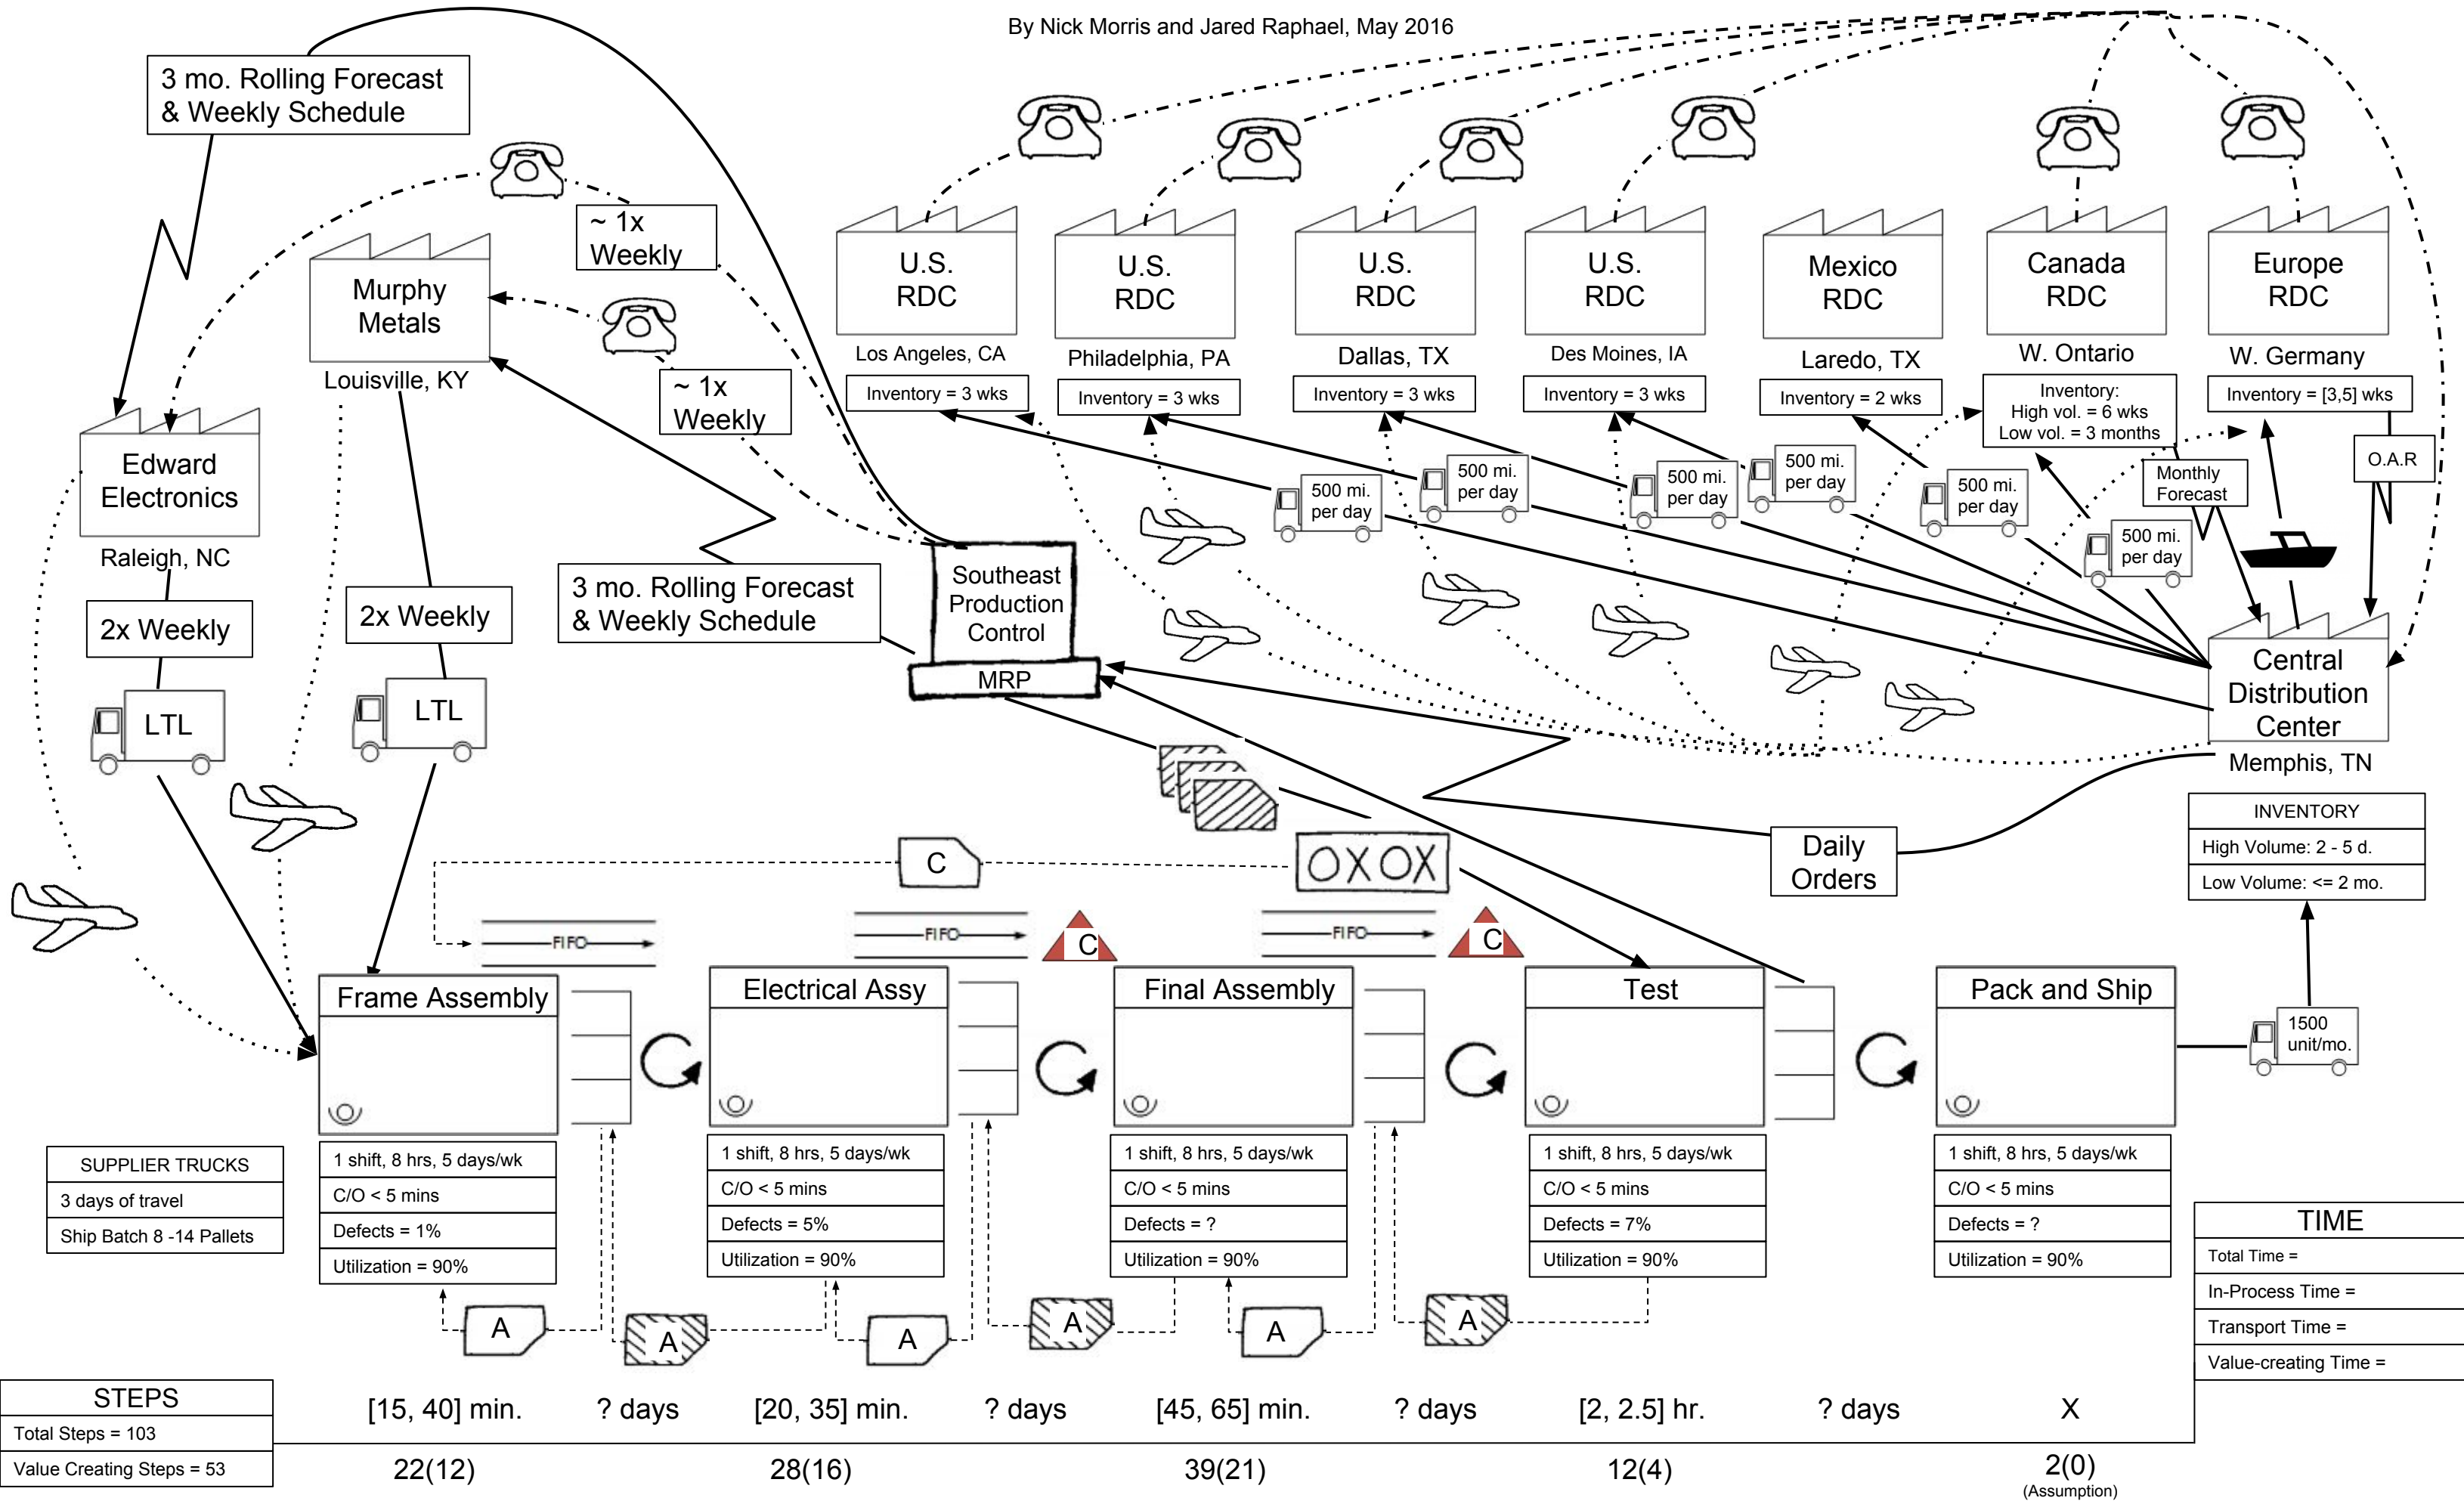 By Nick Morris and Jared Raphael, May 2016
3 mo. Rolling Forecast
& Weekly Schedule
~ 1x
Weekly
~ 1x
Weekly
Murphy
Metals
Louisville, KY
Edward
Electronics
Raleigh, NC
2x Weekly
2x Weekly
LTL
LTL
3 mo. Rolling Forecast
& Weekly Schedule
Southeast
Production
Control
MRP
U.S.
RDC
Los Angeles, CA
Inventory = 3 wks
U.S.
RDC
Philadelphia, PA
Inventory = 3 wks
U.S.
RDC
Dallas, TX
Inventory = 3 wks
U.S.
RDC
Des Moines, IA
Inventory = 3 wks
Mexico
RDC
Laredo, TX
Inventory = 2 wks
Canada
RDC
W. Ontario
Inventory:
High vol. = 6 wks
Low vol. = 3 months
Europe
RDC
W. Germany
Inventory = [3,5] wks
500 mi.
per day
500 mi.
per day
500 mi.
per day
500 mi.
per day
500 mi.
per day
500 mi.
per day
Monthly
Forecast
O.A.R
Central
Distribution
Center
Memphis, TN
INVENTORY
High Volume: 2 - 5 d.
Low Volume: <= 2 mo.
Daily
Orders
C
OXOX
FIFO
FIFO
C
FIFO
C
Frame Assembly
Electrical Assy
Final Assembly
Test
Pack and Ship
1500
unit/mo.
SUPPLIER TRUCKS
3 days of travel
Ship Batch 8 -14 Pallets
1 shift, 8 hrs, 5 days/wk
C/O < 5 mins
Defects = 1%
Utilization = 90%
1 shift, 8 hrs, 5 days/wk
C/O < 5 mins
Defects = 5%
Utilization = 90%
1 shift, 8 hrs, 5 days/wk
C/O < 5 mins
Defects = ?
Utilization = 90%
1 shift, 8 hrs, 5 days/wk
C/O < 5 mins
Defects = 7%
Utilization = 90%
1 shift, 8 hrs, 5 days/wk
C/O < 5 mins
Defects = ?
Utilization = 90%
A
A
A
A
A
A
TIME
Total Time =
In-Process Time =
Transport Time =
Value-creating Time =
STEPS
Total Steps = 103
Value Creating Steps = 53
[15, 40] min. ? days [20, 35] min. ? days [45, 65] min. ? days [2, 2.5] hr. ? days X
22(12) 28(16) 39(21) 12(4) 2(0)
(Assumption)